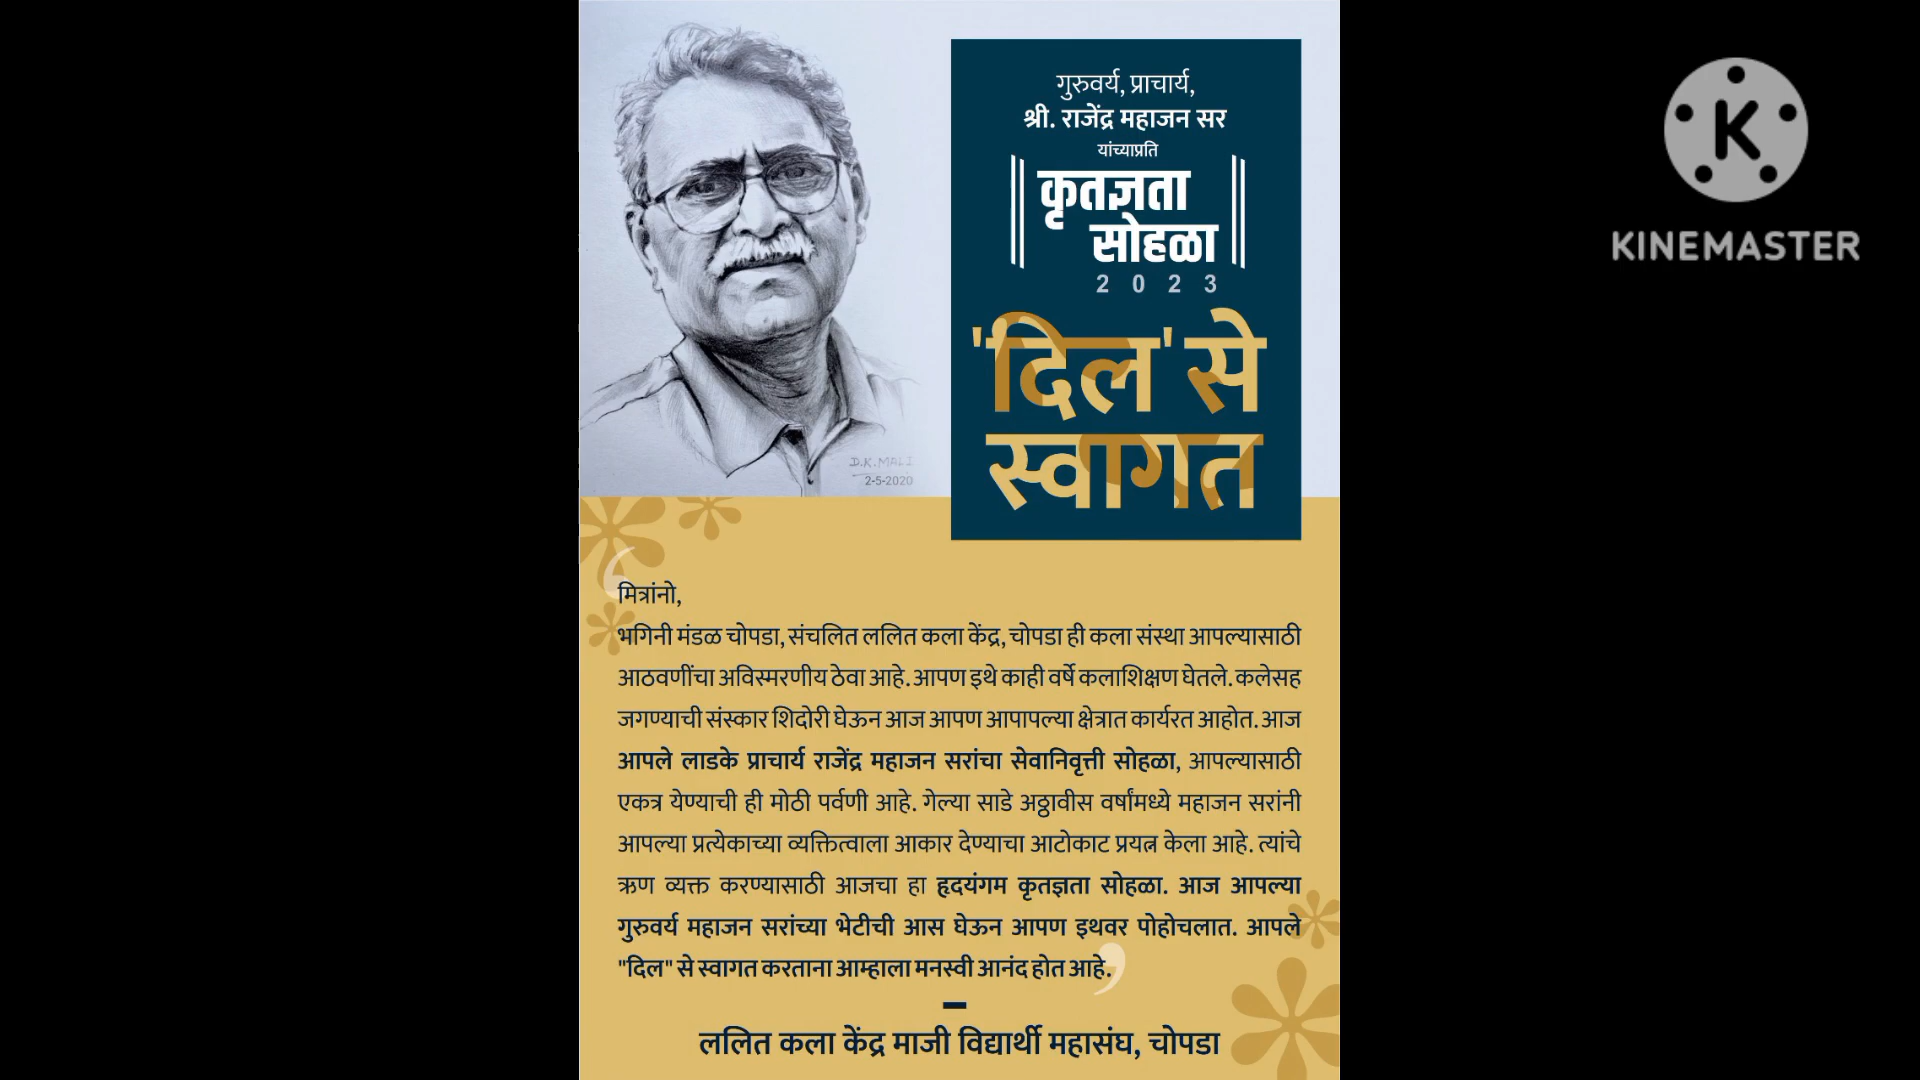 गुरुवर्य, प्राचार्य,
श्री. राजेंद्र महाजन सर
यांच्याप्रति
कृतज्ञता
सोहळा
2023
'दिल' से
स्वागत
D.K.MALI
2-5-2020
KINEMASTER
मित्रांनो,
भगिनी मंडळ चोपडा, संचलित ललित कला केंद्र, चोपडा ही कला संस्था आपल्यासाठी
आठवणींचा अविस्मरणीय ठेवा आहे. आपण इथे काही वर्षे कलाशिक्षण घेतले. कलेसह
जगण्याची संस्कार शिदोरी घेऊन आज आपण आपापल्या क्षेत्रात कार्यरत आहोत. आज
आपले लाडके प्राचार्य राजेंद्र महाजन सरांचा सेवानिवृत्ती सोहळा, आपल्यासाठी
एकत्र येण्याची ही मोठी पर्वणी आहे. गेल्या साडे अठ्ठावीस वर्षांमध्ये महाजन सरांनी
आपल्या प्रत्येकाच्या व्यक्तित्वाला आकार देण्याचा आटोकाट प्रयत्न केला आहे. त्यांचे
ऋण व्यक्त करण्यासाठी आजचा हा हृदयंगम कृतज्ञता सोहळा. आज आपल्या
गुरुवर्य महाजन सरांच्या भेटीची आस घेऊन आपण इथवर पोहोचलात. आपले
"दिल" से स्वागत करताना आम्हाला मनस्वी आनंद होत आहे.
ललित कला केंद्र माजी विद्यार्थी महासंघ, चोपडा